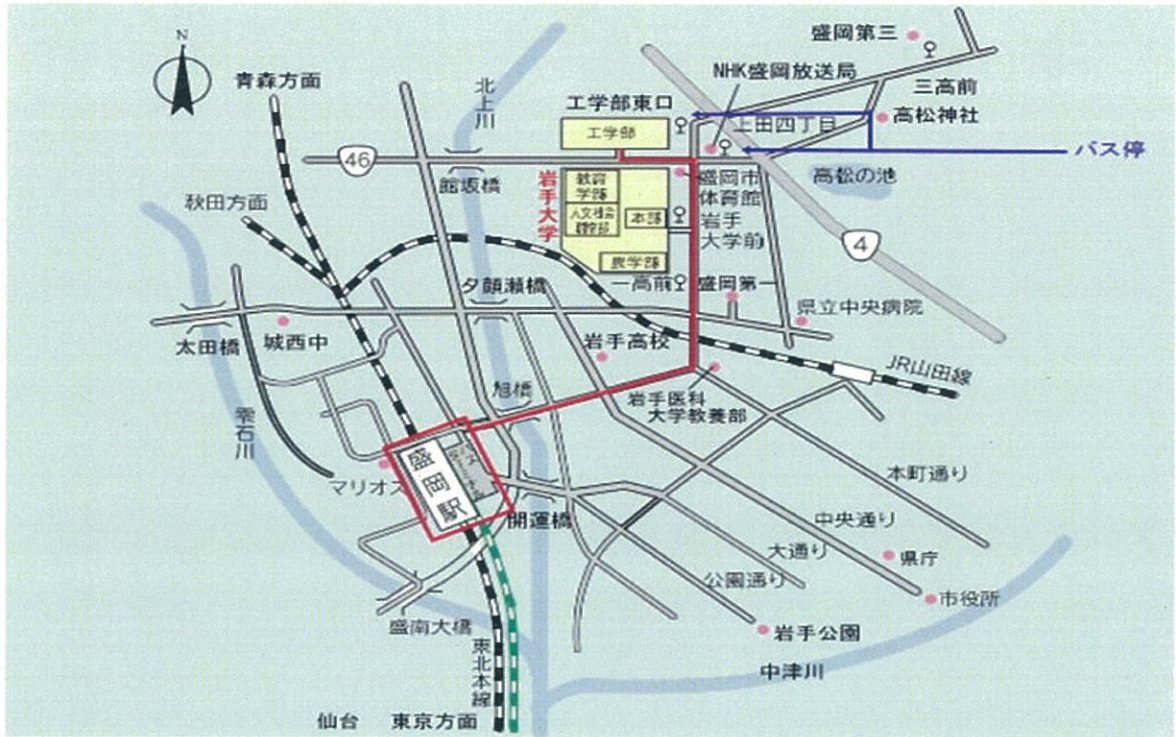 N
盛岡第三
青森方面
NHK盛岡放送局
三高前
北上川
工学部東口
高松神社
工学部
上田四丁目
バス停
46
館坂橋
岩手大学
教育
学部
人文社会
本部
盛岡市
体育館
高松の池
秋田方面
岩手
大学前
4
農学部
夕顔瀬橋
一高前
盛岡第一
県立中央病院
太田橋
城西中
岩手高校
JR山田線
旭橋
岩手医科
大学教養部
雫石川
バス
ターミナル
盛岡駅
マリオス
本町通り
開運橋
中央通り
大通り
県庁
公園通り
市役所
盛南大橋
岩手公園
東北本線
中津川
仙台 東京方面